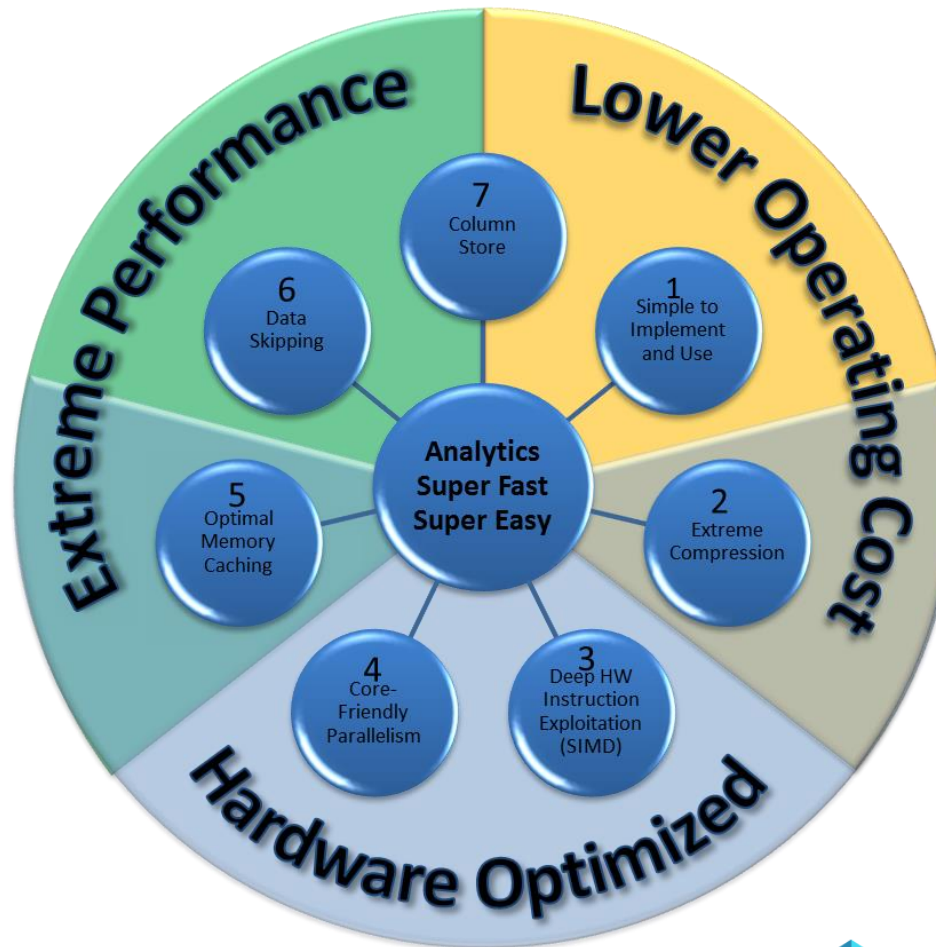 Extreme Performance
Lower Operating Cost
Hardware Optimized
Analytics
Super Fast
Super Easy
1
Simple to
Implement
and Use
2
Extreme
Compression
3
Deep HW
Instruction
Exploitation
(SIMD)
4
Core-
Friendly
Parallelism
5
Optimal
Memory
Caching
6
Data
Skipping
7
Column
Store